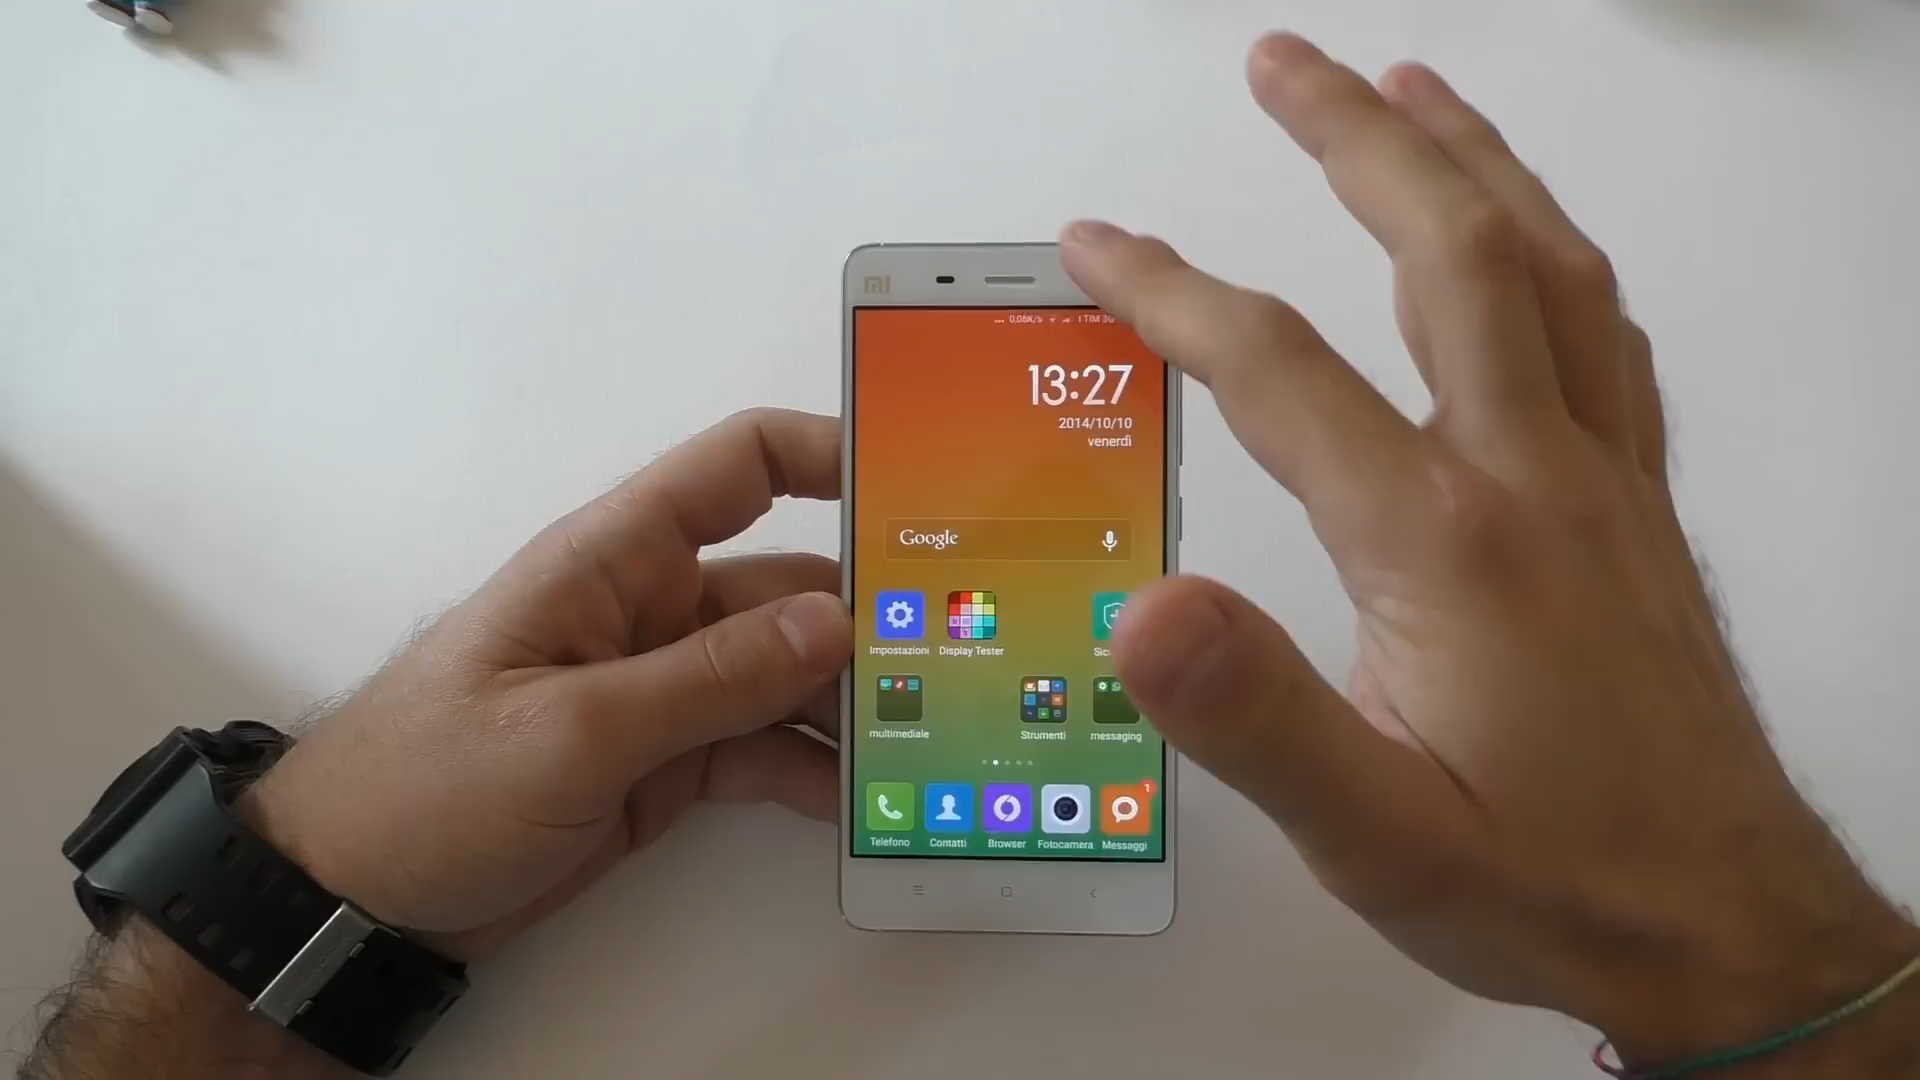 mi
0,06K/s TIM 3G
13:27
2014/10/10
venerdì
Google
Impostazioni Display Tester
multimediale Strumenti messaging
1
Telefono Contatti Browser Fotocamera Messaggi